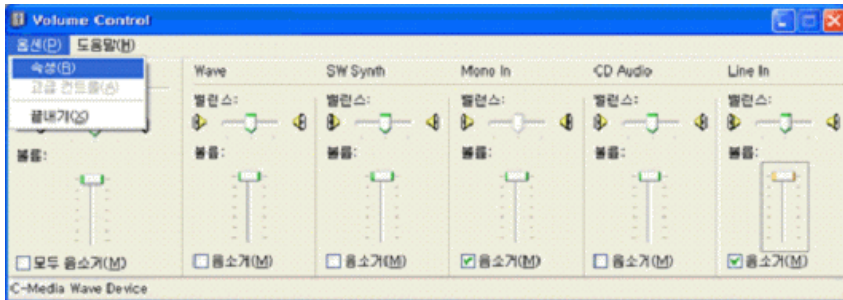 Volume Control
옵션(P) 도움말(H)
속성(R)
고급 컨트롤(A)
끝내기(X)
Wave
SW Synth
Mono In
CD Audio
Line In
밸런스:
밸런스:
밸런스:
밸런스:
밸런스:
볼륨:
볼륨:
볼륨:
볼륨:
볼륨:
볼륨:
모두 음소거(M)
음소거(M)
음소거(M)
음소거(M)
음소거(M)
음소거(M)
C-Media Wave Device